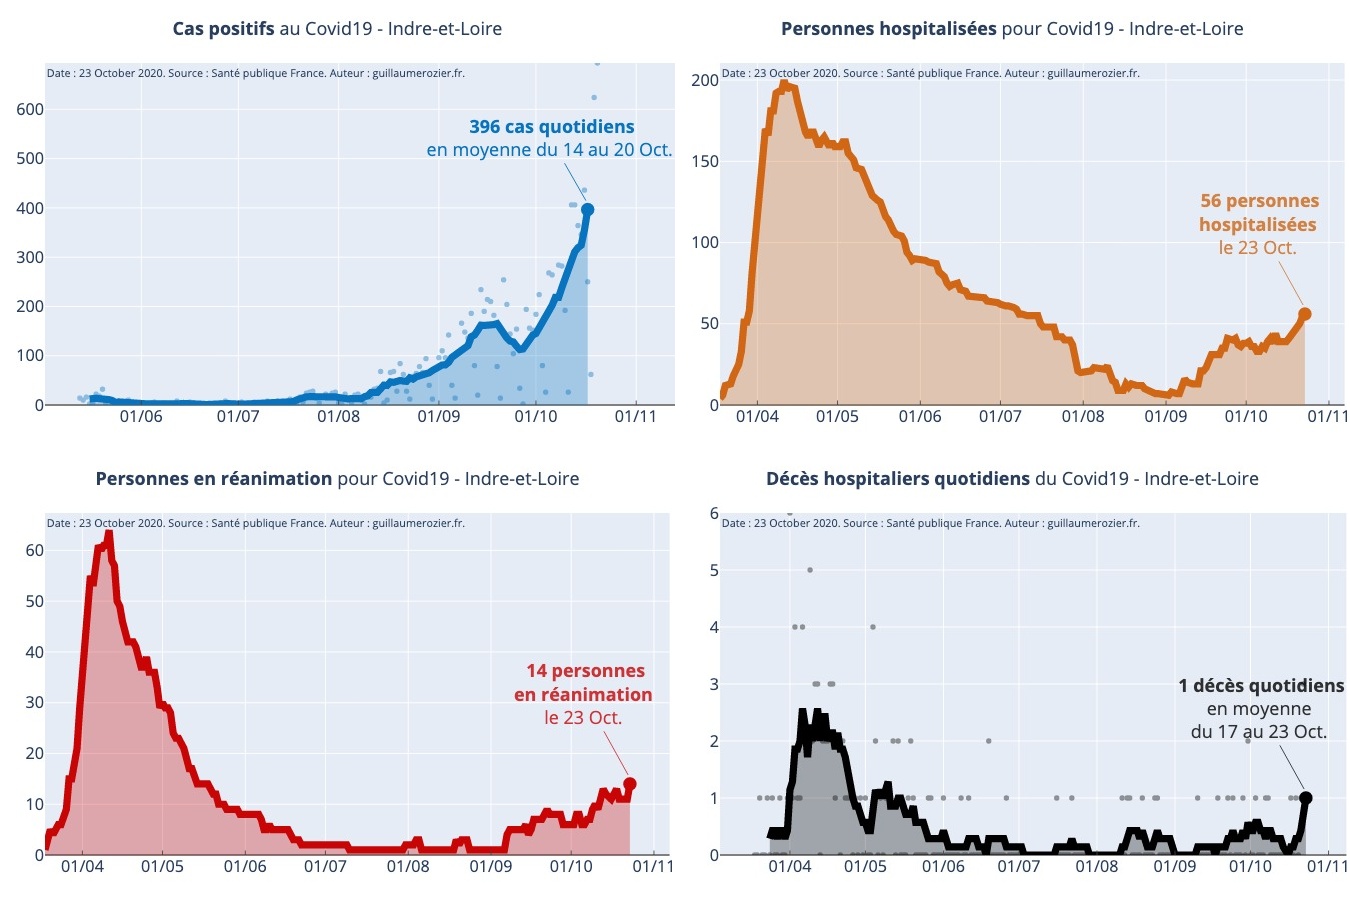 Cas positifs au Covid19 - Indre-et-Loire
Date : 23 October 2020. Source : Santé publique France. Auteur : guillaumerozier.fr.
600
500
400
300
200
100
0
396 cas quotidiens
en moyenne du 14 au 20 Oct.
01/06 01/07 01/08 01/09 01/10 01/11
Personnes hospitalisées pour Covid19 - Indre-et-Loire
Date : 23 October 2020. Source : Santé publique France. Auteur : guillaumerozier.fr.
200
150
100
50
0
56 personnes
hospitalisées
le 23 Oct.
01/04 01/05 01/06 01/07 01/08 01/09 01/10 01/11
Personnes en réanimation pour Covid19 - Indre-et-Loire
Date : 23 October 2020. Source : Santé publique France. Auteur : guillaumerozier.fr.
60
50
40
30
20
10
0
14 personnes
en réanimation
le 23 Oct.
01/04 01/05 01/06 01/07 01/08 01/09 01/10 01/11
Décès hospitaliers quotidiens du Covid19 - Indre-et-Loire
Date : 23 October 2020. Source : Santé publique France. Auteur : guillaumerozier.fr.
6
5
4
3
2
1
0
1 décès quotidiens
en moyenne
du 17 au 23 Oct.
01/04 01/05 01/06 01/07 01/08 01/09 01/10 01/11